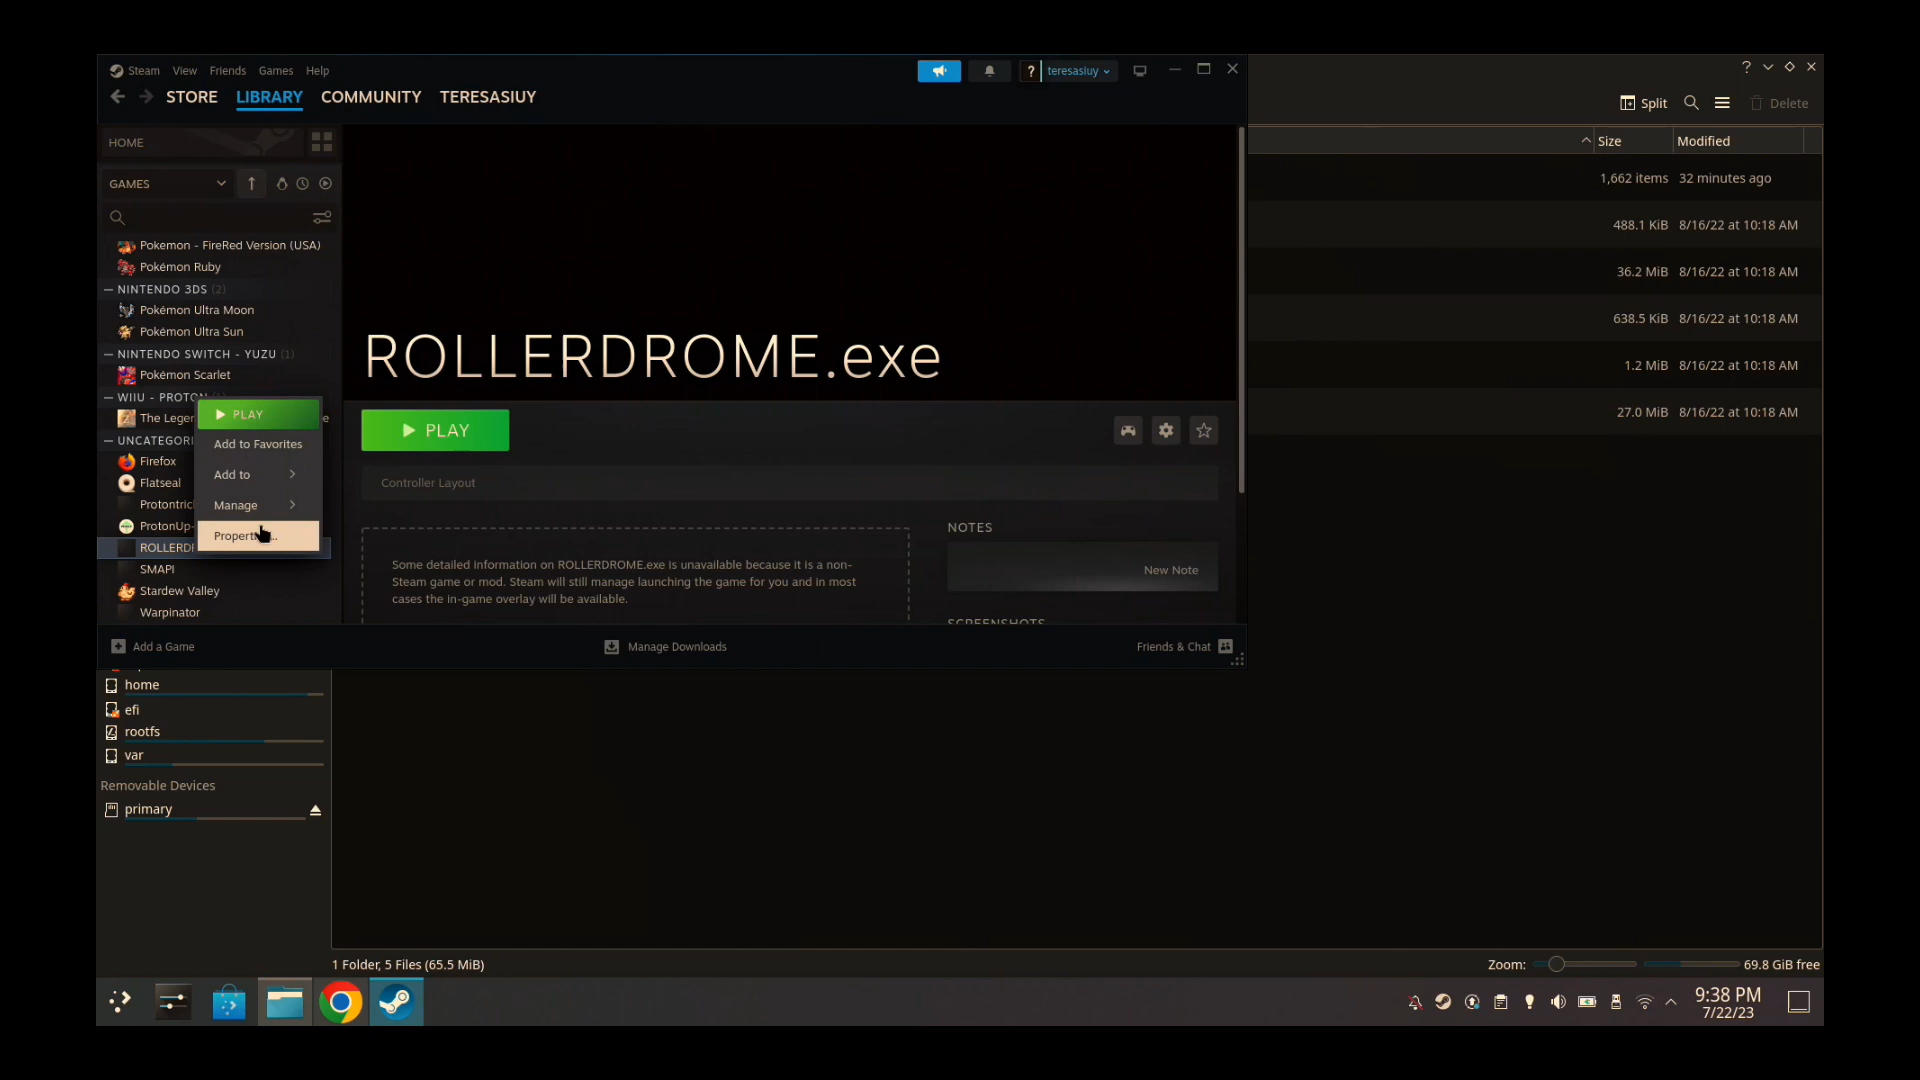 Steam View Friends Games Help
? teresasiuy
STORE LIBRARY COMMUNITY TERESASIUY
Split
Delete
HOME
Size
Modified
GAMES
1,662 items 32 minutes ago
488.1 KiB 8/16/22 at 10:18 AM
36.2 MiB 8/16/22 at 10:18 AM
638.5 KiB 8/16/22 at 10:18 AM
1.2 MiB 8/16/22 at 10:18 AM
27.0 MiB 8/16/22 at 10:18 AM
Pokemon - FireRed Version (USA)
Pokémon Ruby
NINTENDO 3DS (2)
Pokémon Ultra Moon
Pokémon Ultra Sun
NINTENDO SWITCH - YUZU (1)
Pokémon Scarlet
WIIU - PROTON
The Leger
UNCATEGORI
Firefox
Flatseal
Protontric
ProtonUp-
ROLLERD
SMAPI
Stardew Valley
Warpinator
PLAY
Add to Favorites
Add to
Manage
ROLLERDROME.exe
PLAY
Controller Layout
Some detailed information on ROLLERDROME.exe is unavailable because it is a non-
Steam game or mod. Steam will still manage launching the game for you and in most
cases the in-game overlay will be available.
NOTES
New Note
SCREENSHOTS
Add a Game
Manage Downloads
Friends & Chat
home
efi
rootfs
var
Removable Devices
primary
1 Folder, 5 Files (65.5 MiB)
Zoom:
69.8 GiB free
9:38 PM
7/22/23